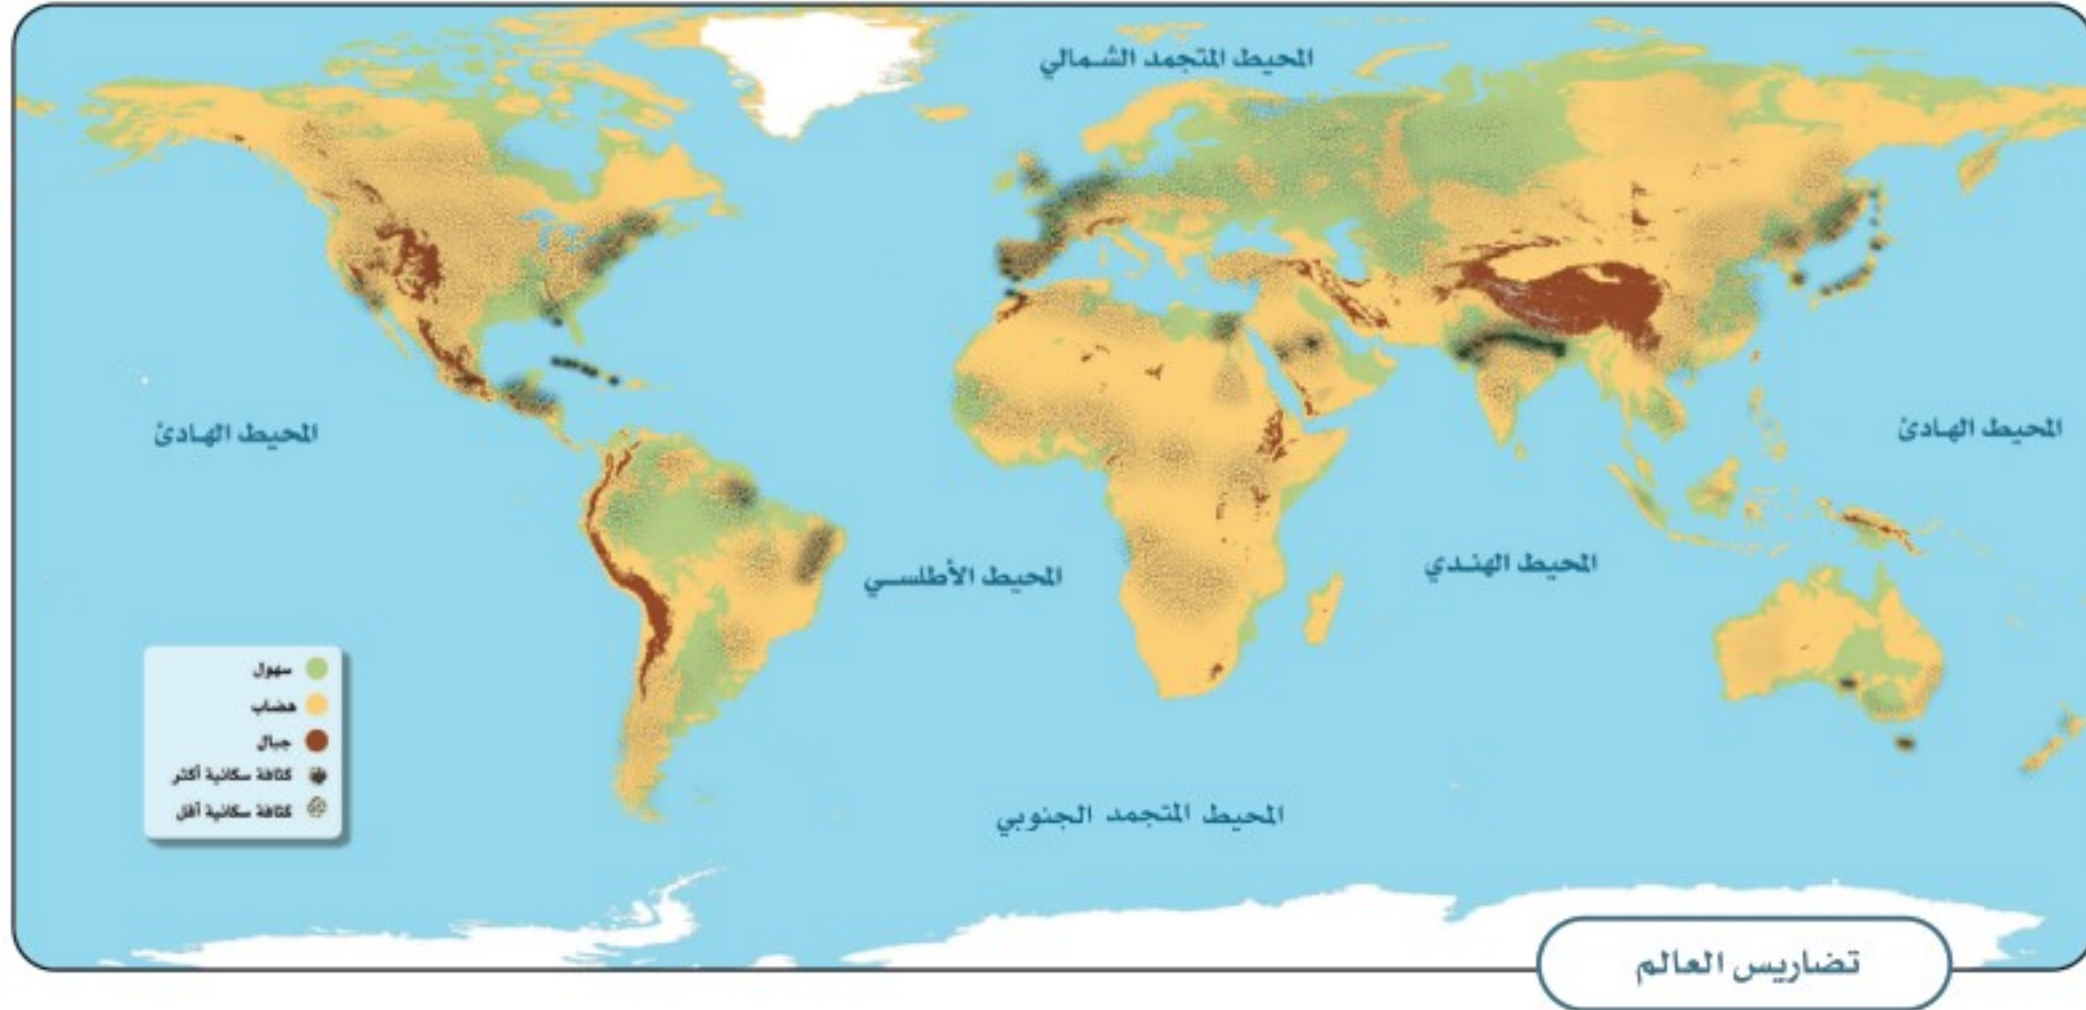 المحيط المتجمد الشمالي
المحيط الهادئ
المحيط الهادئ
المحيط الهندي
المحيط الأطلسي
سهول
هضاب
جبال
كثافة سكانية أكثر
كثافة سكانية أقل
المحيط المتجمد الجنوبي
تضاريس العالم